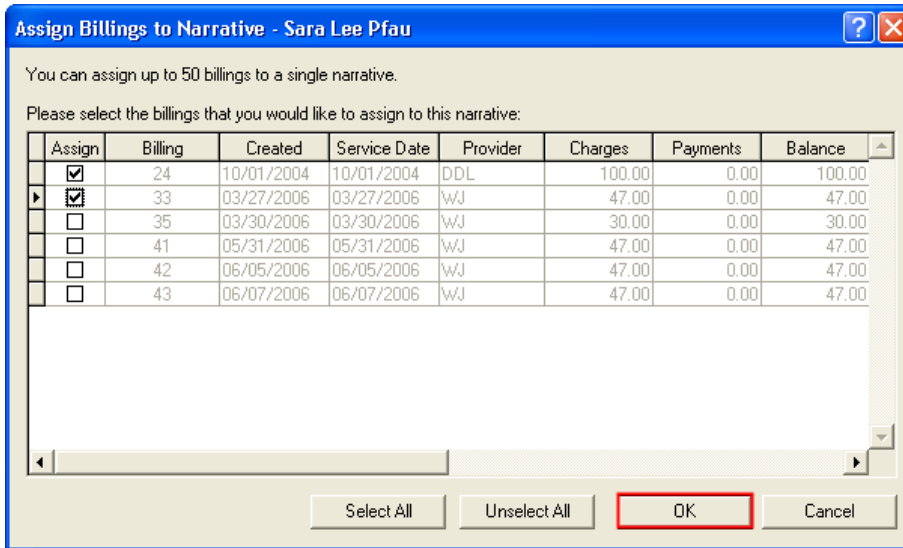 Assign Billings to Narrative - Sara Lee Pfau
You can assign up to 50 billings to a single narrative.
Please select the billings that you would like to assign to this narrative:
Assign Billing Created Service Date Provider Charges Payments Balance
24 10/01/2004 10/01/2004 DDL 100.00 0.00 100.00
33 03/27/2006 03/27/2006 WJ 47.00 0.00 47.00
35 03/30/2006 03/30/2006 WJ 30.00 0.00 30.00
41 05/31/2006 05/31/2006 WJ 47.00 0.00 47.00
42 06/05/2006 06/05/2006 WJ 47.00 0.00 47.00
43 06/07/2006 06/07/2006 WJ 47.00 0.00 47.00
Select All Unselect All OK Cancel